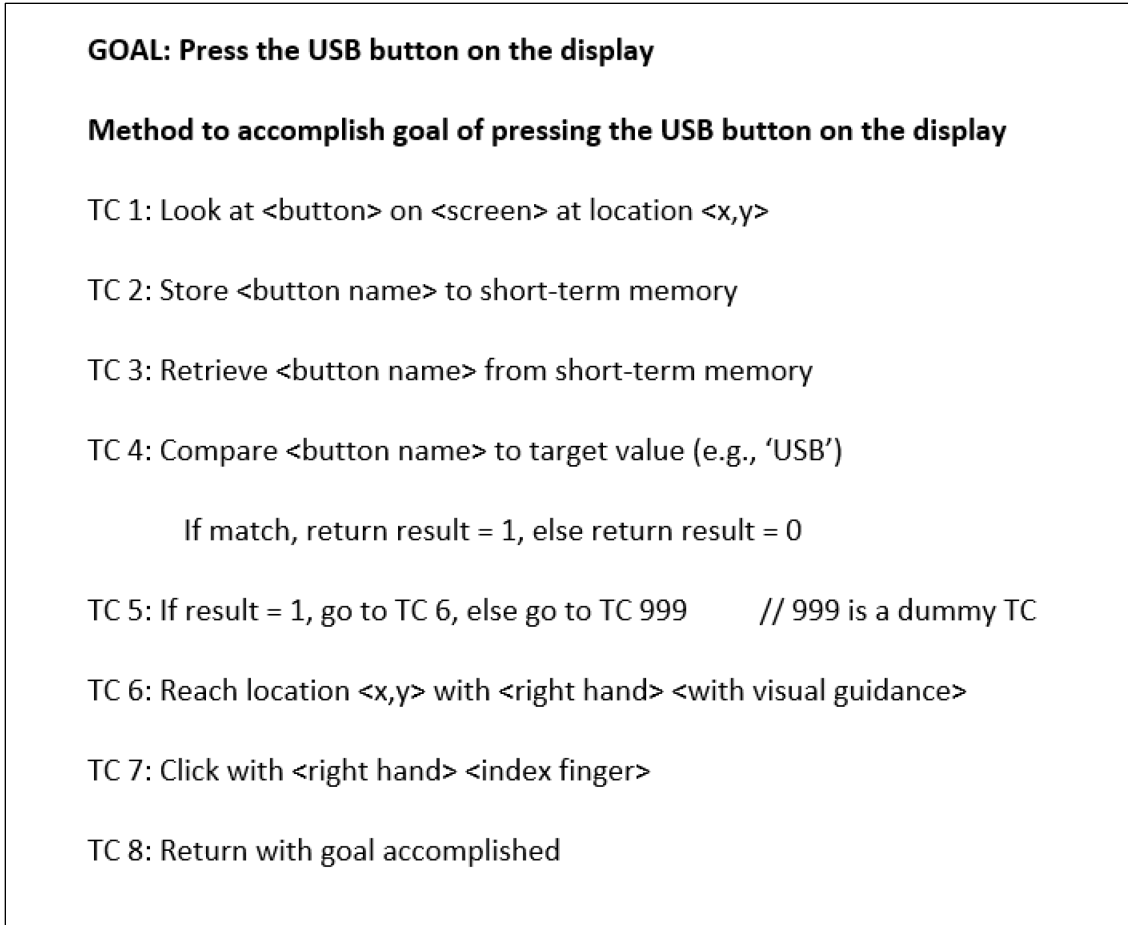 GOAL: Press the USB button on the display
Method to accomplish goal of pressing the USB button on the display
TC 1: Look at <button> on <screen> at location <x,y>
TC 2: Store <button name> to short-term memory
TC 3: Retrieve <button name> from short-term memory
TC 4: Compare <button name> to target value (e.g., ‘USB’)
If match, return result = 1, else return result = 0
TC 5: If result = 1, go to TC 6, else go to TC 999 // 999 is a dummy TC
TC 6: Reach location <x,y> with <right hand> <with visual guidance>
TC 7: Click with <right hand> <index finger>
TC 8: Return with goal accomplished